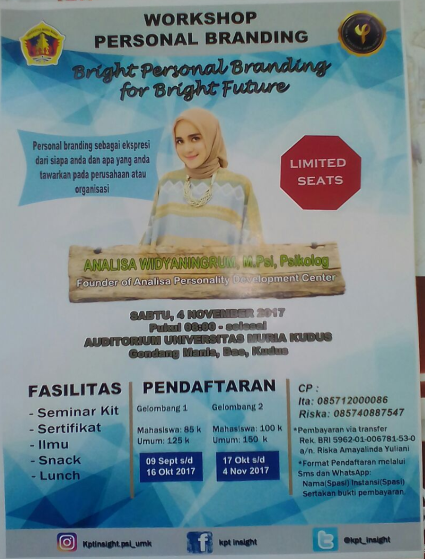 WORKSHOP
PERSONAL BRANDING
Bright Personal Branding
for Bright Future
Personal branding sebagai ekspresi
dari siapa anda dan apa yang anda
tawarkan pada perusahaan atau
organisasi
LIMITED
SEATS
ANALISA WIDYANINGRUM, M.Psi, Psikolog
Founder of Analisa Personality Development Center
SABTU, 4 NOVEMBER 2017
Pukul 08:00 - selesai
AUDITORIUM UNIVERSITAS MURIA KUDUS
Gondang Manis, Bae, Kudus
FASILITAS
- Seminar Kit
- Sertifikat
- Ilmu
- Snack
- Lunch
PENDAFTARAN
Gelombang 1
Mahasiswa: 85 k
Umum: 125 k
09 Sept s/d
16 Okt 2017
Gelombang 2
Mahasiswa: 100 k
Umum: 150 k
17 Okt s/d
4 Nov 2017
CP :
Ita: 085712000086
Riska: 085740887547
*Pembayaran via transfer
Rek. BRI 5962-01-006781-53-0
a/n. Riska Amayalinda Yuliani
*Format Pendaftaran melalui
Sms dan WhatsApp:
Nama(Spasi) Instansi(Spasi)
Sertakan bukti pembayaran.
Kptinsight.psi_umk
kpt insight
@kpt_insight